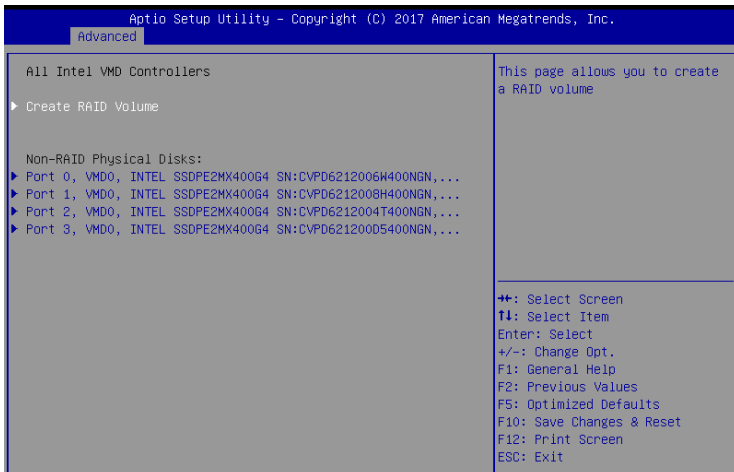 Aptio Setup Utility – Copyright (C) 2017 American Megatrends, Inc.
Advanced
All Intel VMD Controllers
Create RAID Volume
Non-RAID Physical Disks:
Port 0, VMD0, INTEL SSDPE2MX400G4 SN:CVPD6212006W400NGN,...
Port 1, VMD0, INTEL SSDPE2MX400G4 SN:CVPD6212008H400NGN,...
Port 2, VMD0, INTEL SSDPE2MX400G4 SN:CVPD6212004T400NGN,...
Port 3, VMD0, INTEL SSDPE2MX400G4 SN:CVPD621200D5400NGN,...
This page allows you to create
a RAID volume
→←: Select Screen
↑↓: Select Item
Enter: Select
+/-: Change Opt.
F1: General Help
F2: Previous Values
F5: Optimized Defaults
F10: Save Changes & Reset
F12: Print Screen
ESC: Exit